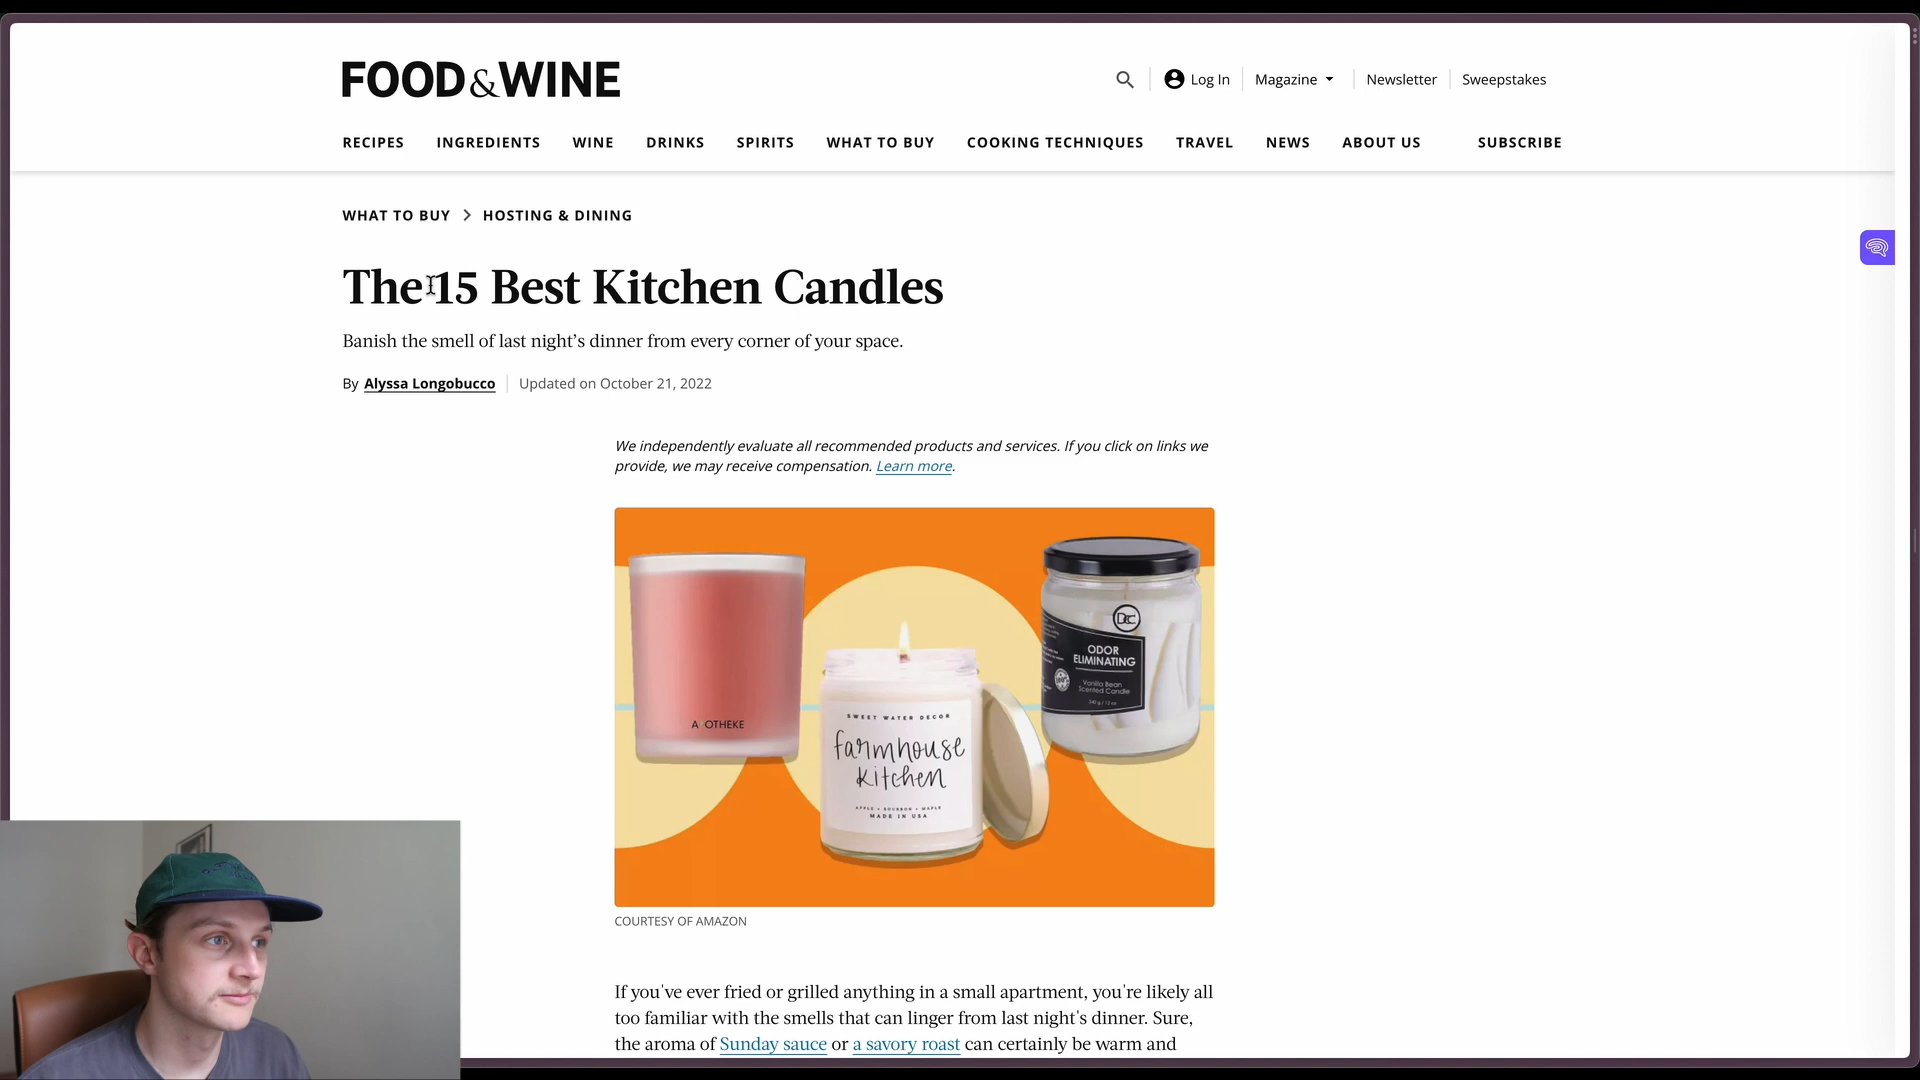 FOOD&WINE
Log In
Magazine
Newsletter
Sweepstakes
RECIPES
INGREDIENTS
WINE
DRINKS
SPIRITS
WHAT TO BUY
COOKING TECHNIQUES
TRAVEL
NEWS
ABOUT US
SUBSCRIBE
WHAT TO BUY > HOSTING & DINING
The 15 Best Kitchen Candles
Banish the smell of last night’s dinner from every corner of your space.
By Alyssa Longobucco
Updated on October 21, 2022
We independently evaluate all recommended products and services. If you click on links we
provide, we may receive compensation. Learn more.
A OTHEKE
SWEET WATER DECOR
farmhouse
kitchen
APPLE • BOURBON • MAPLE
MADE IN USA
DCC
ODOR
ELIMINATING
Vanilla Bean
Scented Candle
COURTESY OF AMAZON
If you've ever fried or grilled anything in a small apartment, you're likely all
too familiar with the smells that can linger from last night's dinner. Sure,
the aroma of Sunday sauce or a savory roast can certainly be warm and